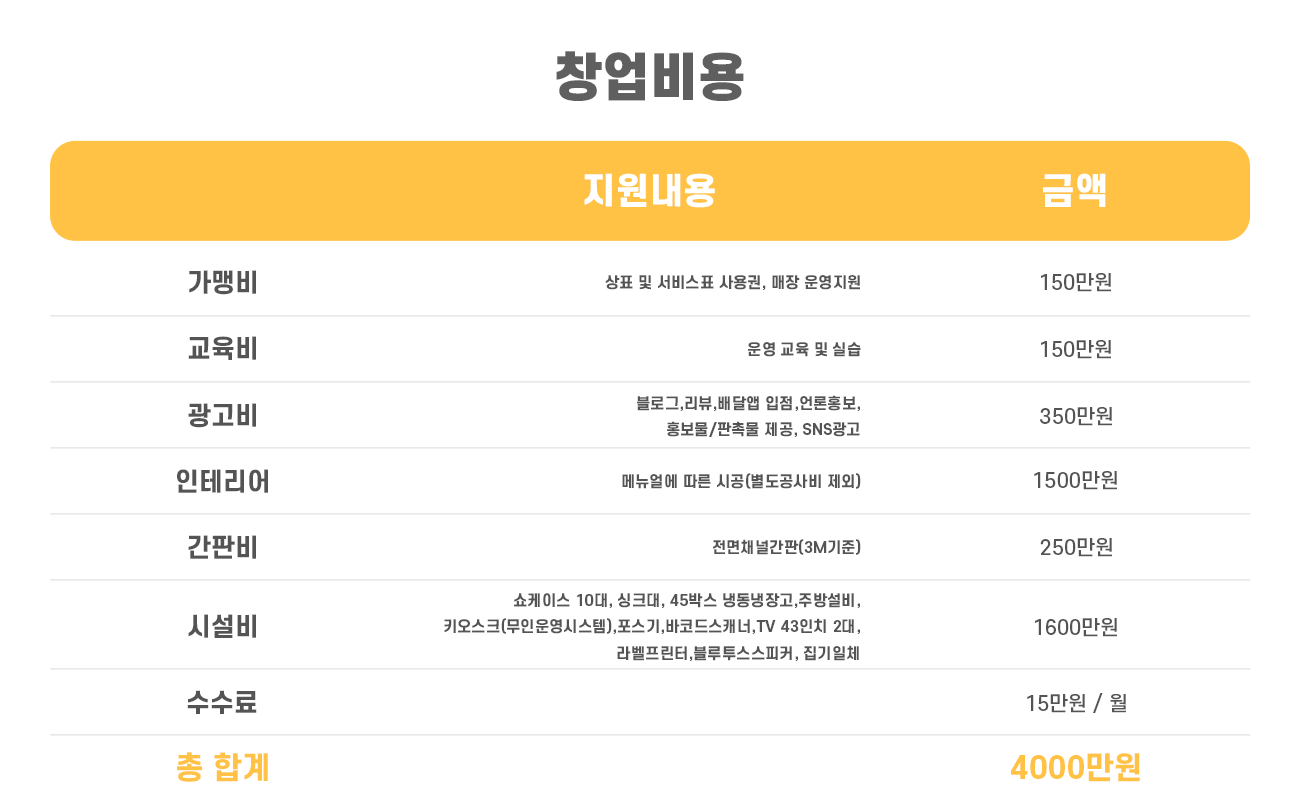 창업비용
지원내용 금액
가맹비 상표 및 서비스표 사용권, 매장 운영지원 150만원
교육비 운영 교육 및 실습 150만원
광고비 블로그,리뷰,배달앱 입점,언론홍보,
홍보물/판촉물 제공, SNS광고 350만원
인테리어 메뉴얼에 따른 시공(별도공사비 제외) 1500만원
간판비 전면채널간판(3M기준) 250만원
시설비 쇼케이스 10대, 싱크대, 45박스 냉동냉장고,주방설비,
키오스크(무인운영시스템),포스기,바코드스캐너,TV 43인치 2대,
라벨프린터,블루투스스피커, 집기일체 1600만원
수수료 15만원 / 월
총 합계 4000만원